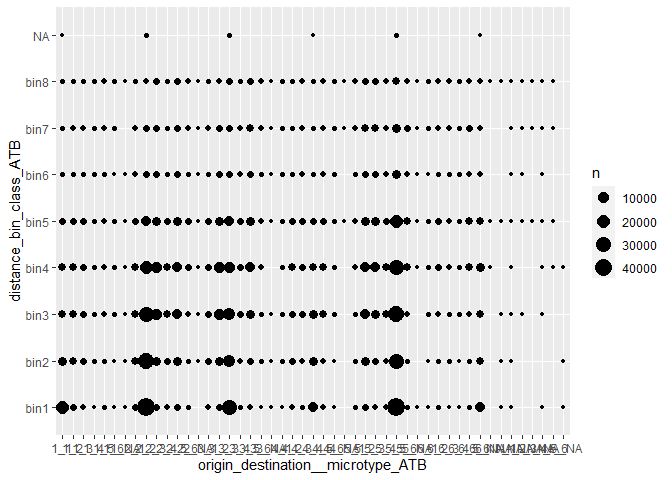 NA
bin8
bin7
bin6
bin5
bin4
bin3
bin2
bin1
distance_bin_class_ATB
origin_destination__microtype_ATB
n
10000
20000
30000
40000